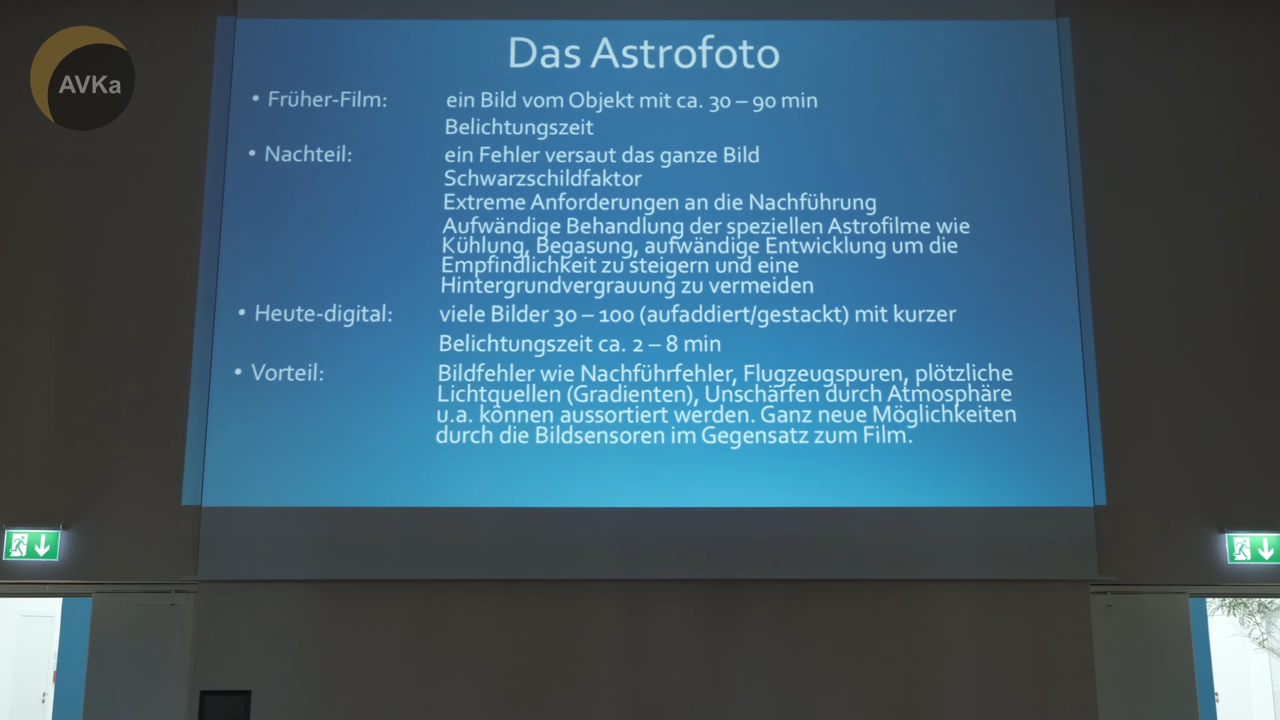 AVKa
Das Astrofoto
• Früher-Film: ein Bild vom Objekt mit ca. 30 – 90 min
Belichtungszeit
• Nachteil: ein Fehler versaut das ganze Bild
Schwarzschildfaktor
Extreme Anforderungen an die Nachführung
Aufwändige Behandlung der speziellen Astrofilme wie
Kühlung, Begasung, aufwändige Entwicklung um die
Empfindlichkeit zu steigern und eine
Hintergrundvergrauung zu vermeiden
• Heute-digital: viele Bilder 30 – 100 (aufaddiert/gestackt) mit kurzer
Belichtungszeit ca. 2 – 8 min
• Vorteil: Bildfehler wie Nachführfehler, Flugzeugspuren, plötzliche
Lichtquellen (Gradienten), Unschärfen durch Atmosphäre
u.a. können aussortiert werden. Ganz neue Möglichkeiten
durch die Bildsensoren im Gegensatz zum Film.